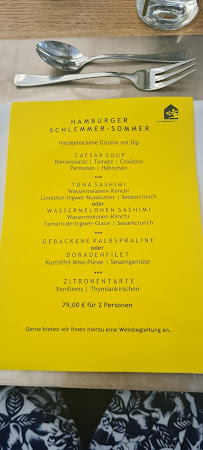 HAMBURGER
SCHLEMMER-SOMMER
Hausgebackene Grissini mit Dip
CAESAR SOUP
Romanasalat | Tomate | Croûtons
Parmesan | Hähnchen
***
TUNA SASHIMI
Wassermelonen-Kimchi
Limetten-Ingwer-Nussbutter | Sesamcrunch
oder
WASSERMELONEN SASHIMI
Wassermelonen-Kimchi
Tamarinde-Ingwer-Glace | Sesamcrunch
***
GEBACKENE KALBSPRALINE
oder
DORADENFILET
Kartoffel-Miso-Püree | Sesamgemüse
***
ZITRONENTARTE
Vanilleeis | Thymiankirschen
79,00 € für 2 Personen
Gerne bieten wir Ihnen hierzu eine Weinbegleitung an.